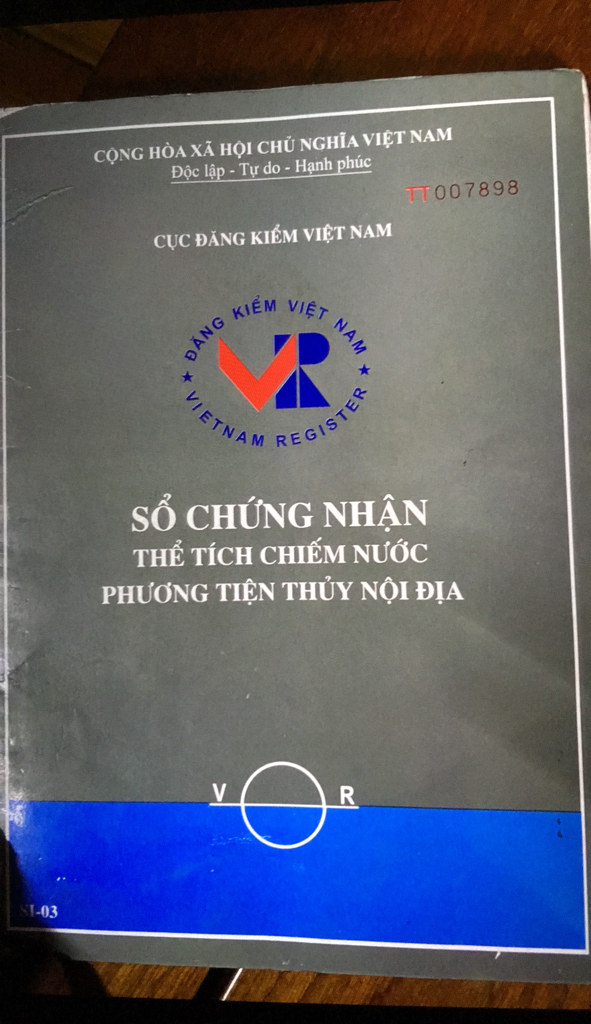 CỘNG HÒA XÃ HỘI CHỦ NGHĨA VIỆT NAM
Độc lập - Tự do - Hạnh phúc
TT007898
CỤC ĐĂNG KIỂM VIỆT NAM
★ ĐĂNG KIỂM VIỆT NAM ★
VR
VIETNAM REGISTER
SỔ CHỨNG NHẬN
THỂ TÍCH CHIẾM NƯỚC
PHƯƠNG TIỆN THỦY NỘI ĐỊA
V R
SI-03